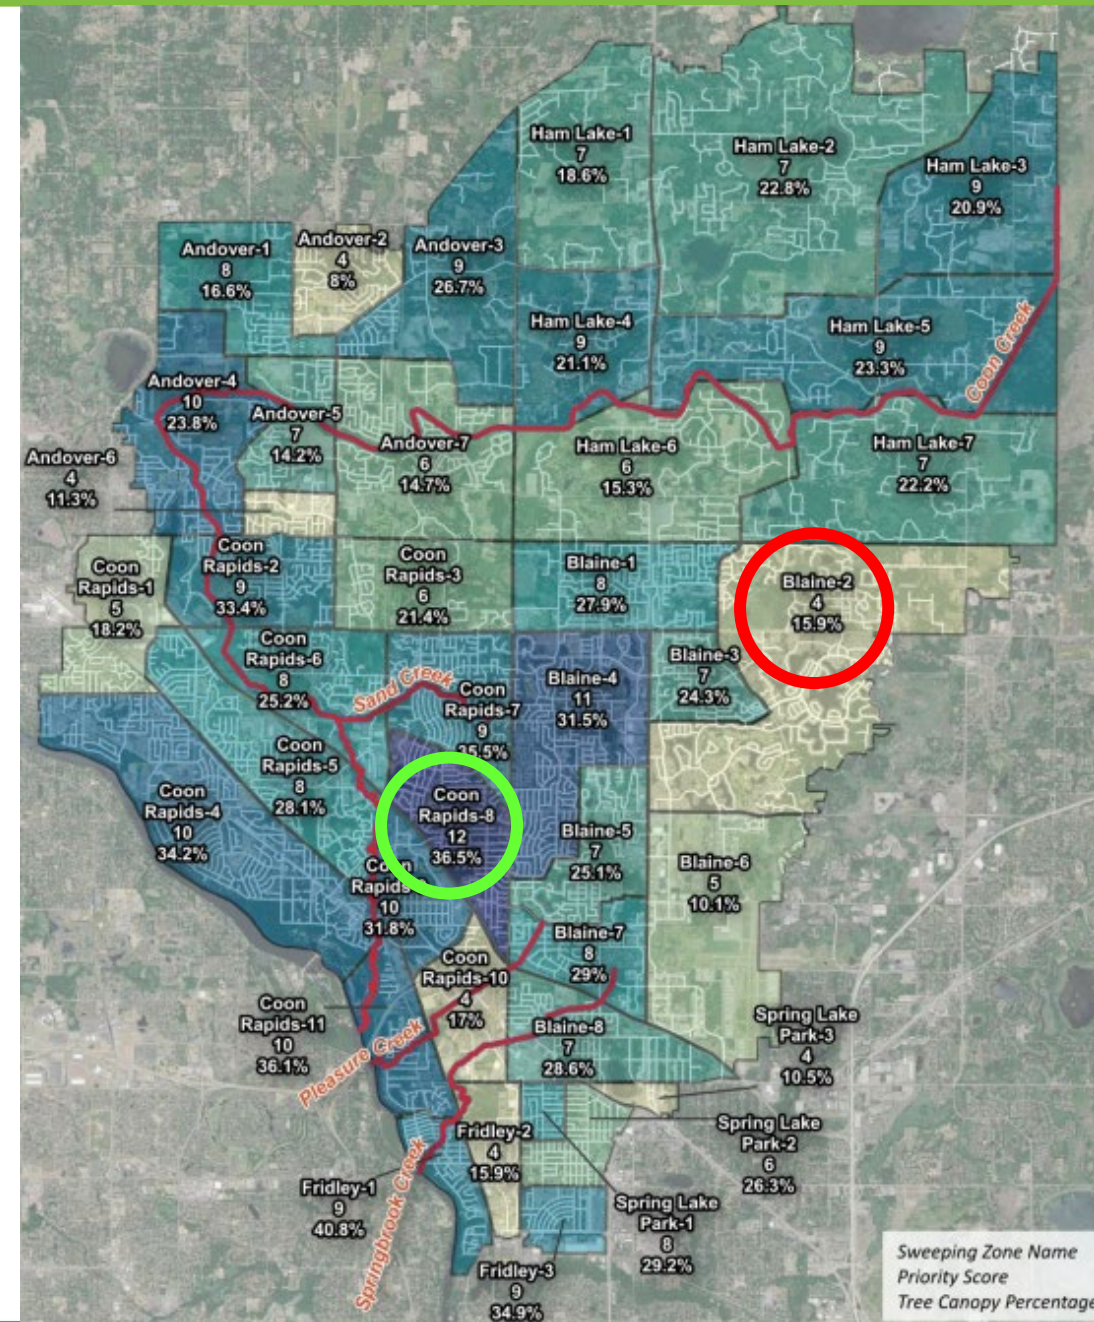 Ham Lake-1
7
18.6%
Ham Lake-2
7
22.8%
Ham Lake-3
9
20.9%
Andover-1
8
16.6%
Andover-2
4
8%
Andover-3
9
26.7%
Ham Lake-4
9
21.1%
Ham Lake-5
9
23.3%
Coon Creek
Andover-4
10
23.8%
Andover-5
7
14.2%
Andover-6
4
11.3%
Andover-7
6
14.7%
Ham Lake-6
6
15.3%
Ham Lake-7
7
22.2%
Coon
Rapids-1
5
18.2%
Coon
Rapids-2
9
33.4%
Coon
Rapids-3
6
21.4%
Blaine-1
8
27.9%
Blaine-2
4
15.9%
Coon
Rapids-6
8
25.2%
Sand Creek
Coon
Rapids-7
9
35.5%
Blaine-4
11
31.5%
Blaine-3
7
24.3%
Coon
Rapids-5
8
28.1%
Coon
Rapids-4
10
34.2%
Coon
Rapids-8
12
36.5%
Blaine-5
7
25.1%
Blaine-6
5
10.1%
Coon
10
31.8%
Blaine-7
8
29%
Coon
Rapids-10
4
17%
Coon
Rapids-11
10
36.1%
Pleasure Creek
Blaine-8
7
28.6%
Spring Lake
Park-3
4
10.5%
Fridley-2
4
15.9%
Spring Lake
Park-2
6
26.3%
Fridley-1
9
40.8%
Springbrook Creek
Spring Lake
Park-1
8
29.2%
Fridley-3
9
34.9%
Sweeping Zone Name
Priority Score
Tree Canopy Percentage